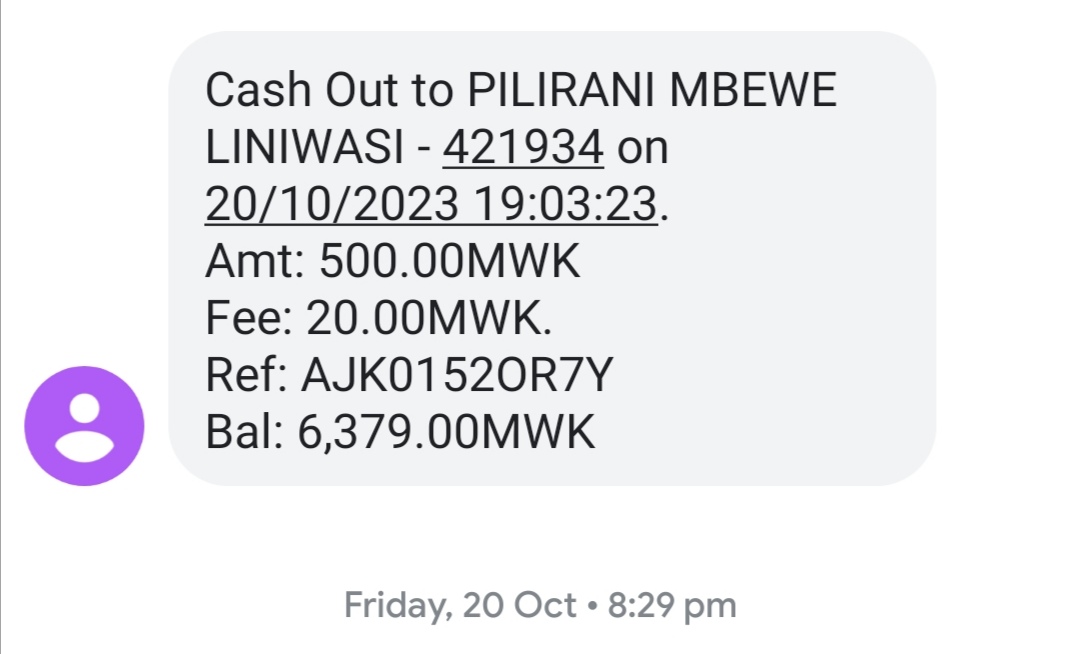 Cash Out to PILIRANI MBEWE
LINIWASI - 421934 on
20/10/2023 19:03:23.
Amt: 500.00MWK
Fee: 20.00MWK.
Ref: AJK0152OR7Y
Bal: 6,379.00MWK
Friday, 20 Oct • 8:29 pm